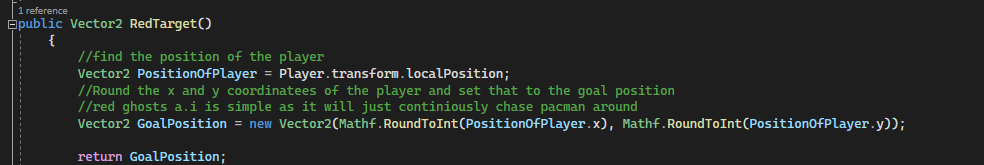 1 reference
public Vector2 RedTarget()
{
//find the position of the player
Vector2 PositionOfPlayer = Player.transform.localPosition;
//Round the x and y coordinatees of the player and set that to the goal position
//red ghosts a.i is simple as it will just continiously chase pacman around
Vector2 GoalPosition = new Vector2(Mathf.RoundToInt(PositionOfPlayer.x), Mathf.RoundToInt(PositionOfPlayer.y));
return GoalPosition;